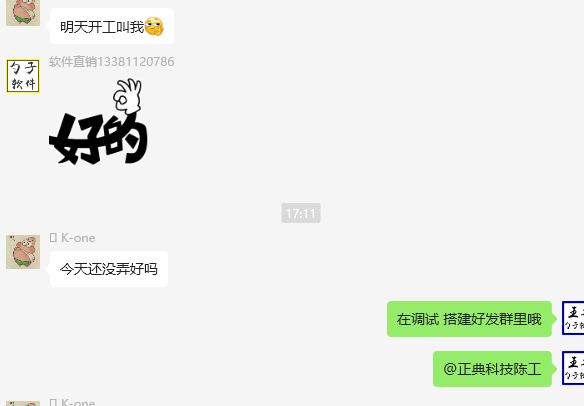 明天开工叫我
勺子
软件
软件直销13381120786
好的
17:11
K-one
今天还没弄好吗
在调试 搭建好发群里哦
@正典科技陈工
K-one